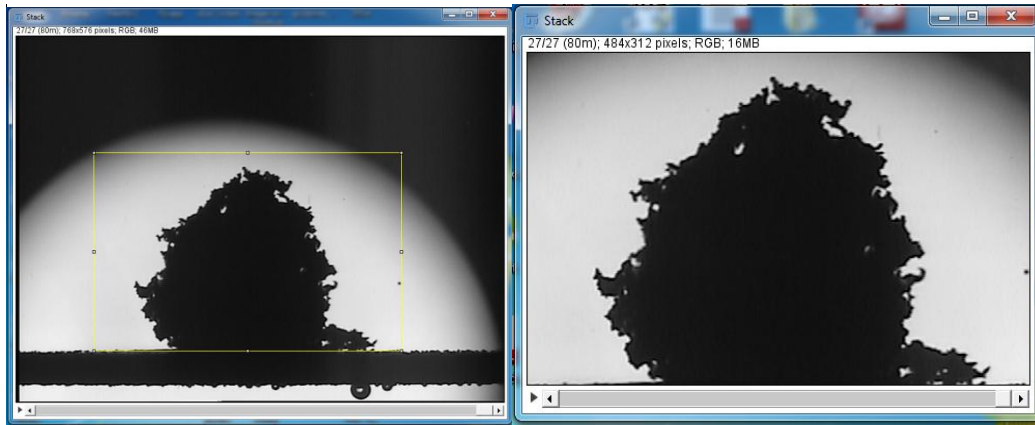 Stack
27/27 (80m); 768x576 pixels; RGB; 46MB
Stack
27/27 (80m); 484x312 pixels; RGB; 16MB